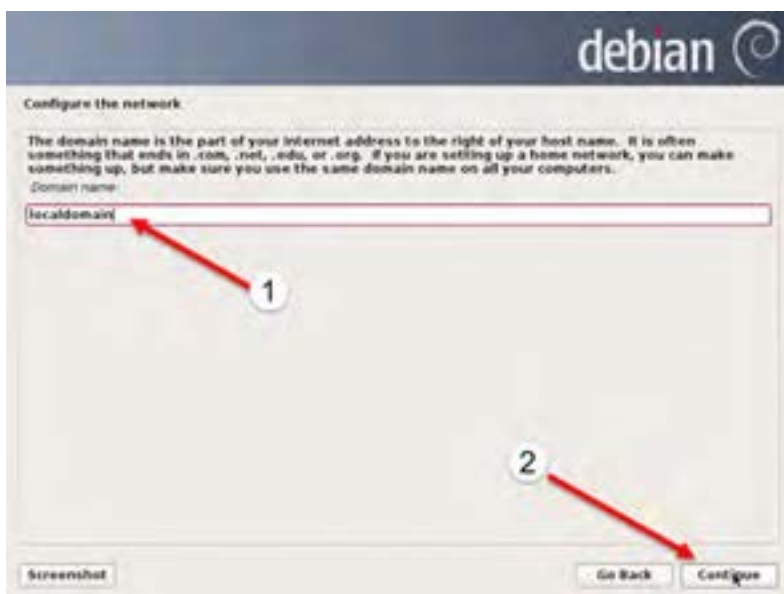 debian
Configure the network
The domain name is the part of your Internet address to the right of your host name. It is often
something that ends in .com, .net, .edu, or .org. If you are setting up a home network, you can make
something up, but make sure you use the same domain name on all your computers.
Domain name:
localdomain
1
2
Screenshot
Go Back
Continue